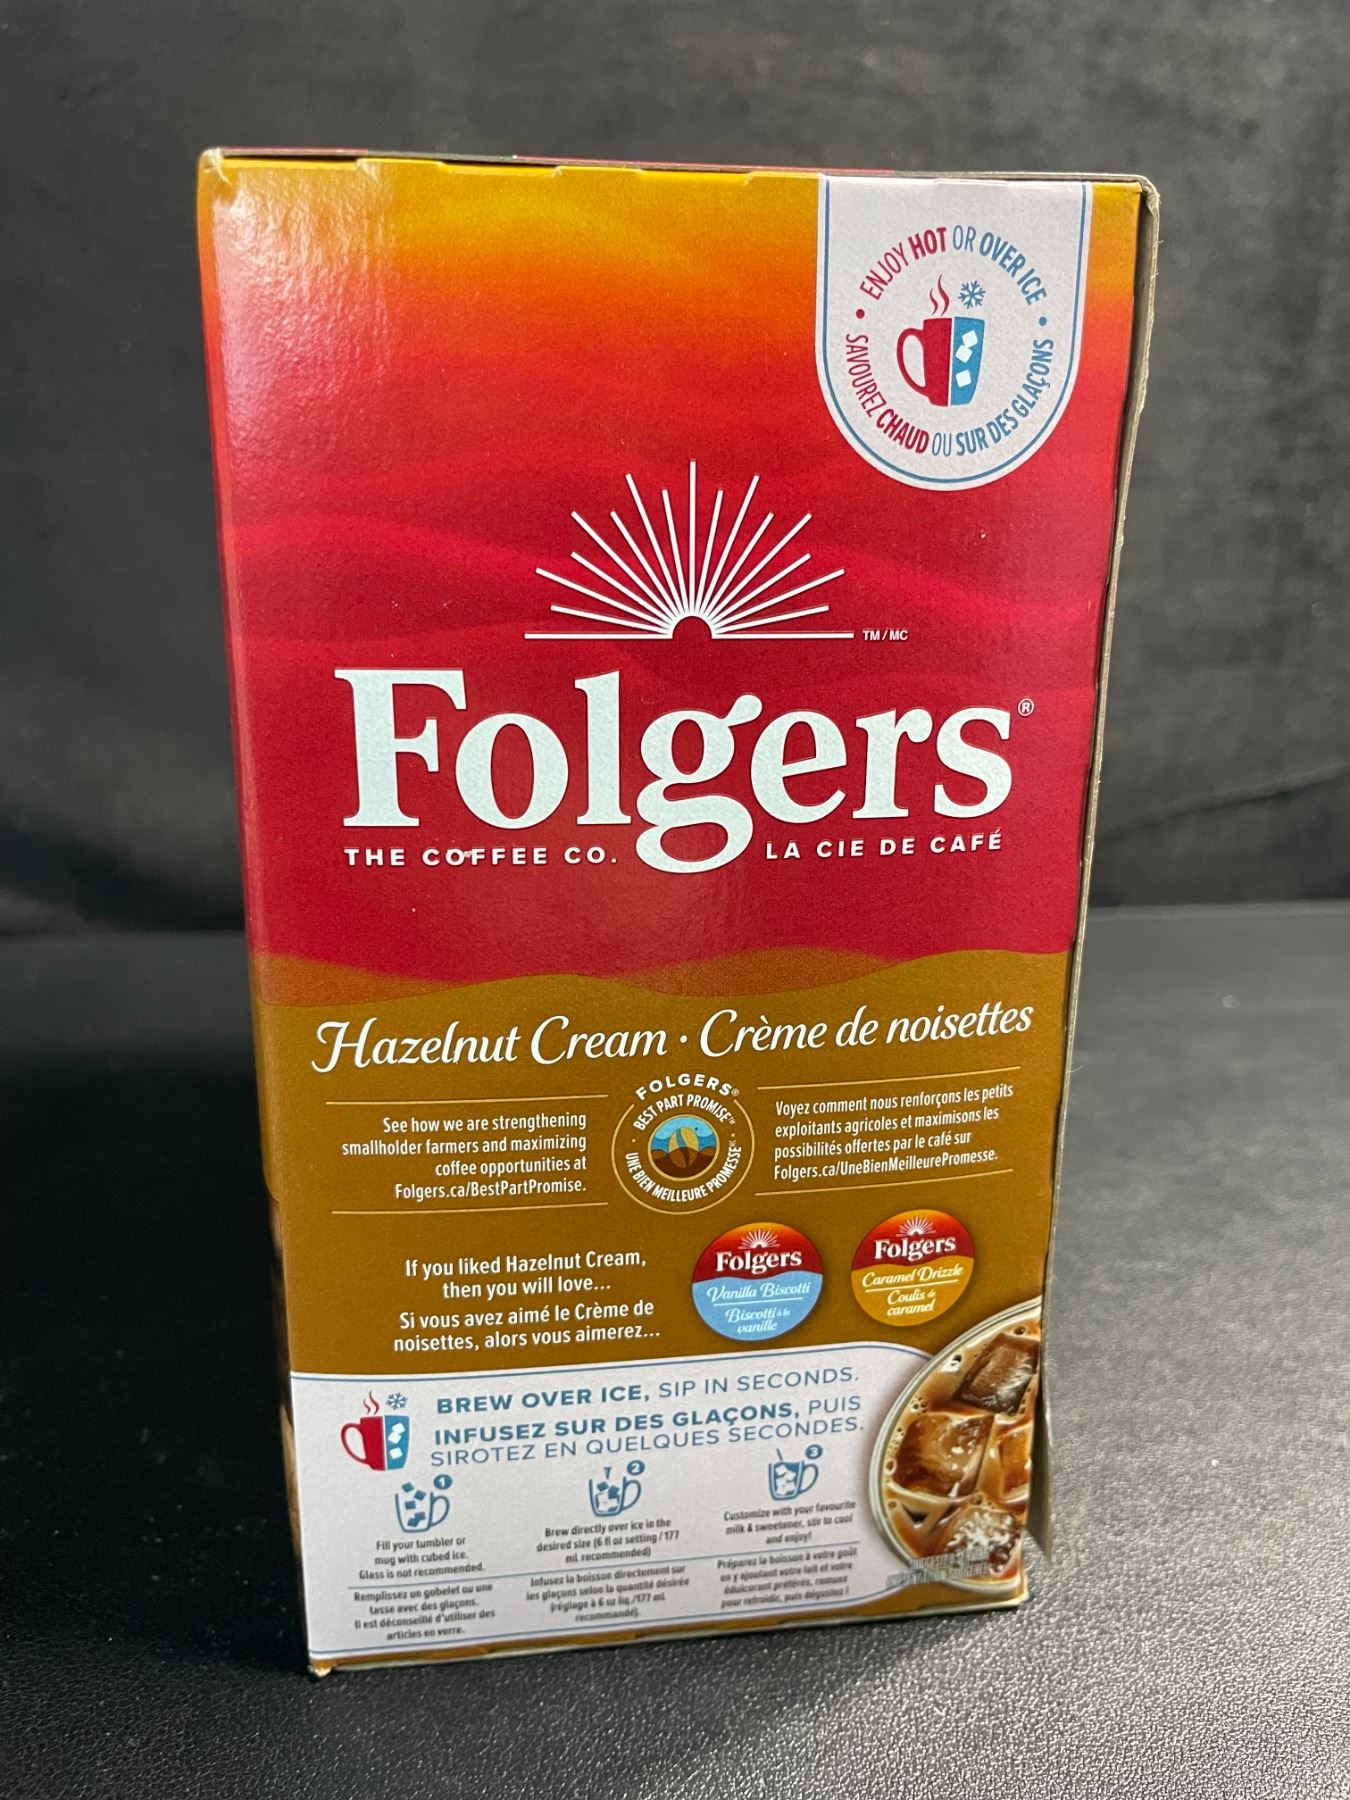 ENJOY HOT OR OVER ICE •
SAVOUREZ CHAUD OU SUR DES GLAÇONS •
TM/MC
Folgers®
THE COFFEE CO.
LA CIE DE CAFÉ
Hazelnut Cream · Crème de noisettes
See how we are strengthening
smallholder farmers and maximizing
coffee opportunities at
Folgers.ca/BestPartPromise.
FOLGERS®
BEST PART PROMISE™
UNE BIEN MEILLEURE PROMESSE
Voyez comment nous renforçons les petits
exploitants agricoles et maximisons les
possibilités offertes par le café sur
Folgers.ca/UneBienMeilleurePromesse.
If you liked Hazelnut Cream,
then you will love...
Si vous avez aimé le Crème de
noisettes, alors vous aimerez...
Folgers
Vanilla Biscotti
Biscotti à la
vanille
Folgers
Caramel Drizzle
Coulis de
caramel
BREW OVER ICE, SIP IN SECONDS.
INFUSEZ SUR DES GLAÇONS, PUIS
SIROTEZ EN QUELQUES SECONDES.
1
Fill your tumbler or
mug with cubed ice.
Glass is not recommended.
Remplissez un gobelet ou une
tasse avec des glaçons.
Il est déconseillé d'utiliser des
articles en verre.
2
Brew directly over ice in the
desired size (6 fl oz setting / 177
ml recommended)
Infusez la boisson directement sur
les glaçons selon la quantité désirée
(réglage à 6 oz liq./177 ml
recommandé).
3
Customize with your favourite
milk & sweetener, stir to cool
and enjoy!
Préparez la boisson à votre goût
en y ajoutant votre lait et votre
édulcorant préférés, remuez
pour refroidir, puis dégustez !